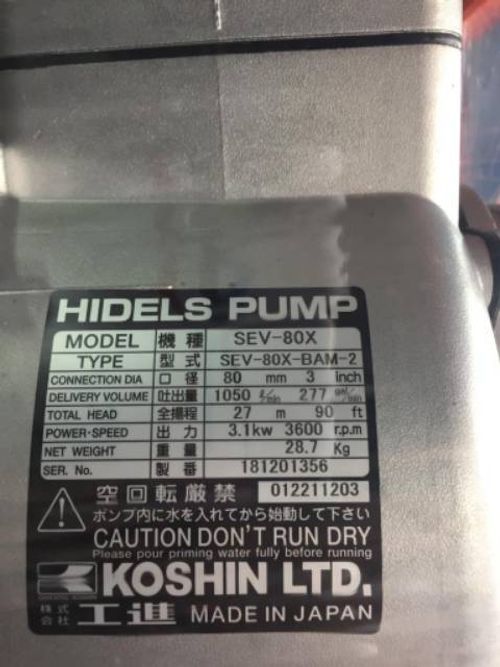 HIDELS PUMP
MODEL 機種 SEV-80X
TYPE 型式 SEV-80X-BAM-2
CONNECTION DIA 口径 80 mm 3 inch
DELIVERY VOLUME 吐出量 1050 ℓ/min 277 gal/min
TOTAL HEAD 全揚程 27 m 90 ft
POWER-SPEED 出力 3.1kw 3600 r.p.m
NET WEIGHT 重量 28.7 Kg
SER. No. 製番 181201356
空回転厳禁 012211203
ポンプ内に水を入れてから始動して下さい
CAUTION DON'T RUN DRY
Please pour priming water fully before running
KOSHIN LTD.
株式会社 工進 MADE IN JAPAN